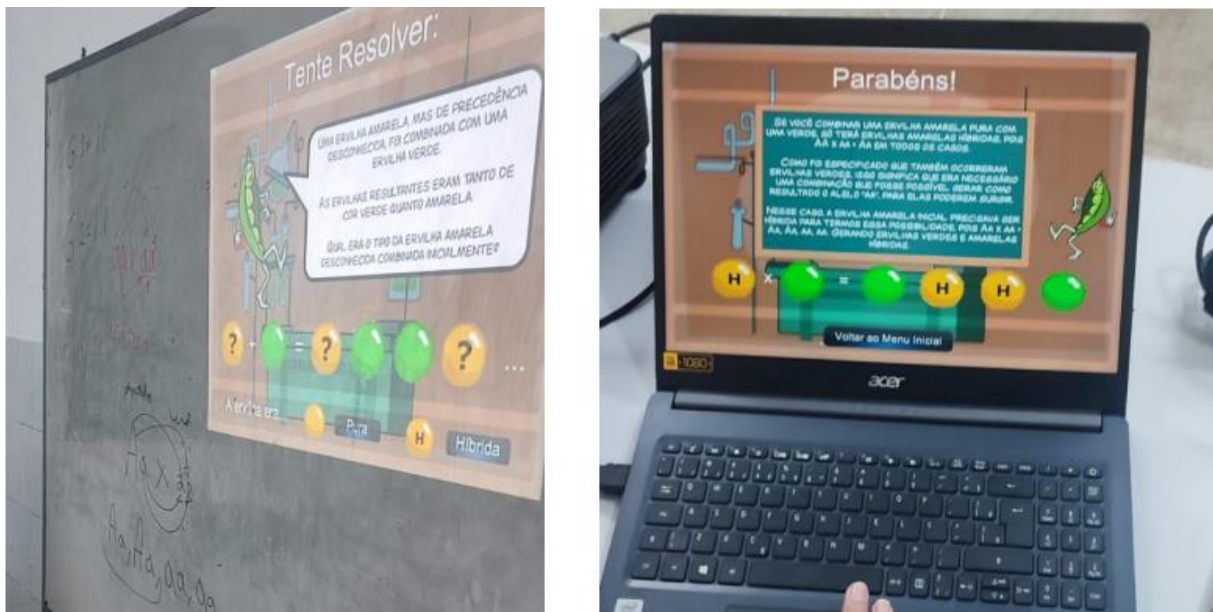 Tente Resolver:
UMA ERVILHA AMARELA, MAS DE PRECEDÊNCIA
DESCONHECIDA, FOI COMBINADA COM UMA
ERVILHA VERDE.
AS ERVILHAS RESULTANTES ERAM TANTO DE
COR VERDE QUANTO AMARELA.
QUAL ERA O TIPO DA ERVILHA AMARELA
DESCONHECIDA COMBINADA INICIALMENTE?
? + = ? ? ...
A ervilha era...
Pura
H
Híbrida
Aa x
Aa, Aa, aa, aa
Parabéns!
SE VOCÊ COMBINAR UMA ERVILHA AMARELA PURA COM
UMA VERDE, SÓ TERÁ ERVILHAS AMARELAS HÍBRIDAS, POIS
AA X AA = AA EM TODOS OS CASOS.
COMO FOI ESPECIFICADO QUE TAMBÉM OCORRERAM
ERVILHAS VERDES, ISSO SIGNIFICA QUE ERA NECESSÁRIO
UMA COMBINAÇÃO QUE FOSSE POSSÍVEL GERAR COMO
RESULTADO O ALELO "AA", PARA ELAS PODEREM SURGIR.
NESSE CASO, A ERVILHA AMARELA INICIAL PRECISAVA SER
HÍBRIDA PARA TERMOS ESSA POSSIBILIDADE, POIS AA X AA =
AA, AA, AA, AA. GERANDO ERVILHAS VERDES E AMARELAS
HÍBRIDAS.
H x = H H
Voltar ao Menu Inicial
1080
acer